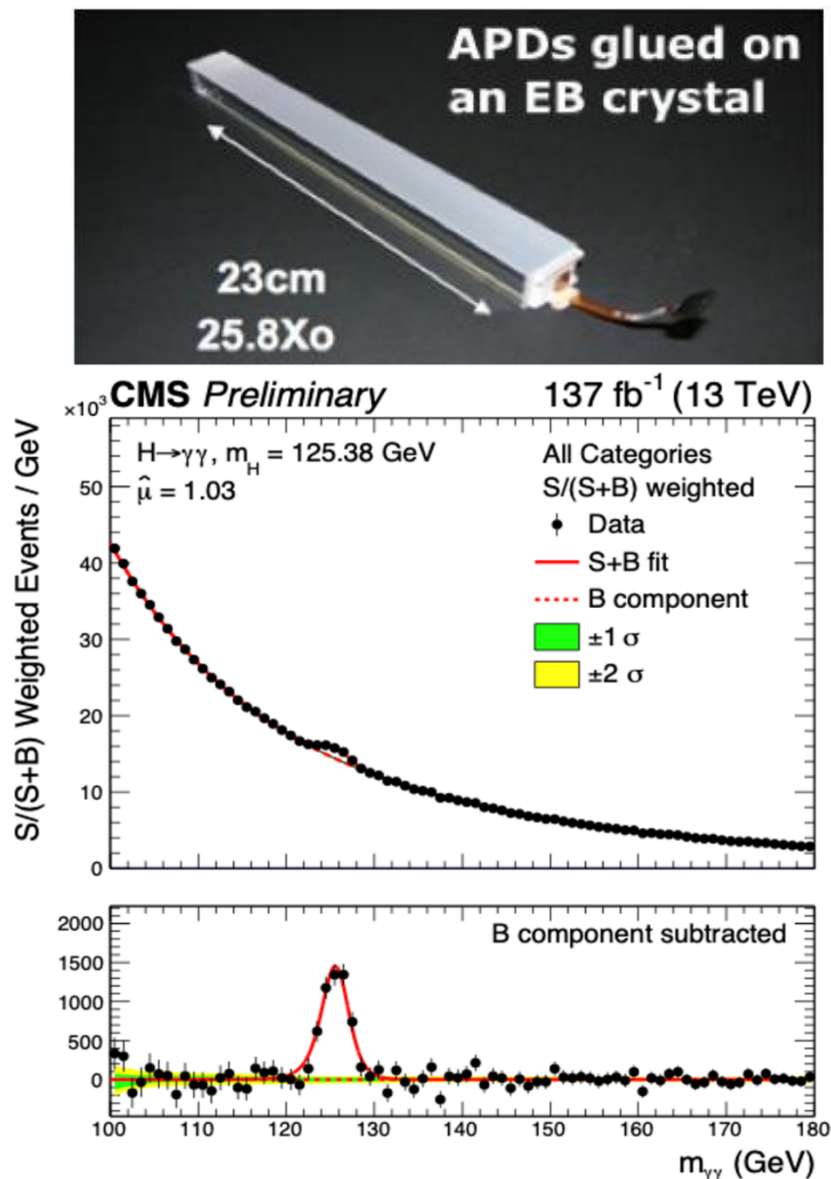 APDs glued on
an EB crystal
23cm
25.8Xo
×10³ CMS Preliminary 137 fb⁻¹ (13 TeV)
S/(S+B) Weighted Events / GeV
H→γγ, m_H = 125.38 GeV
μ̂ = 1.03
All Categories
S/(S+B) weighted
Data
S+B fit
B component
±1 σ
±2 σ
50
40
30
20
10
0
B component subtracted
2000
1500
1000
500
0
100 110 120 130 140 150 160 170 180
m_γγ (GeV)